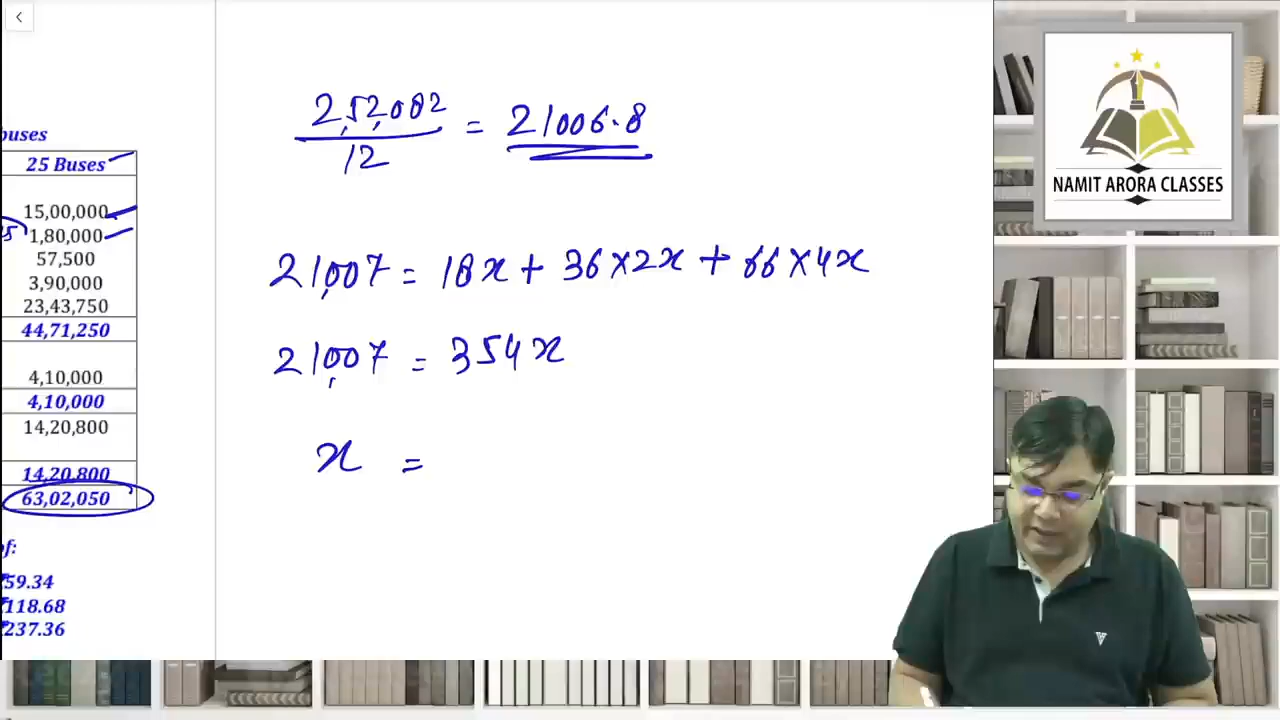 buses
25 Buses
15,00,000
1,80,000
57,500
3,90,000
23,43,750
44,71,250
4,10,000
4,10,000
14,20,800
14,20,800
63,02,050
of:
59.34
118.68
237.36
2,52,082 / 12 = 21006.8
21,007 = 18x + 36×2x + 66×4x
21,007 = 354x
x =
NAMIT ARORA CLASSES